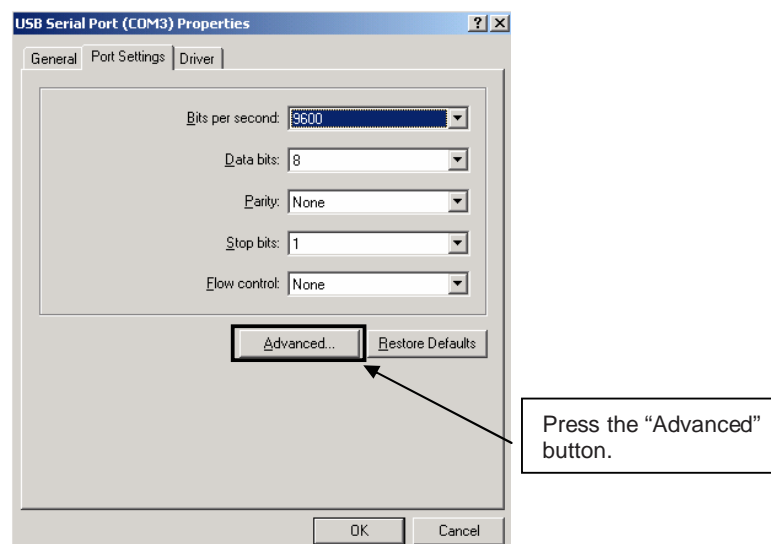 USB Serial Port (COM3) Properties
General Port Settings Driver
Bits per second: 9600
Data bits: 8
Parity: None
Stop bits: 1
Flow control: None
Advanced... Restore Defaults
Press the “Advanced”
button.
OK Cancel